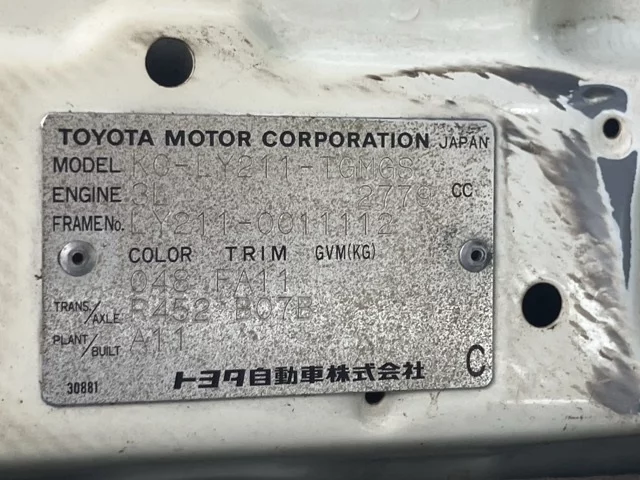 TOYOTA MOTOR CORPORATION JAPAN
MODEL KC-LY211-TGMGS
ENGINE 3L 2779 CC
FRAME No. LY211-0011112
COLOR TRIM GVM(KG)
048 FA11
TRANS./AXLE R452 B07B
PLANT/BUILT A11
トヨタ自動車株式会社 C
30881